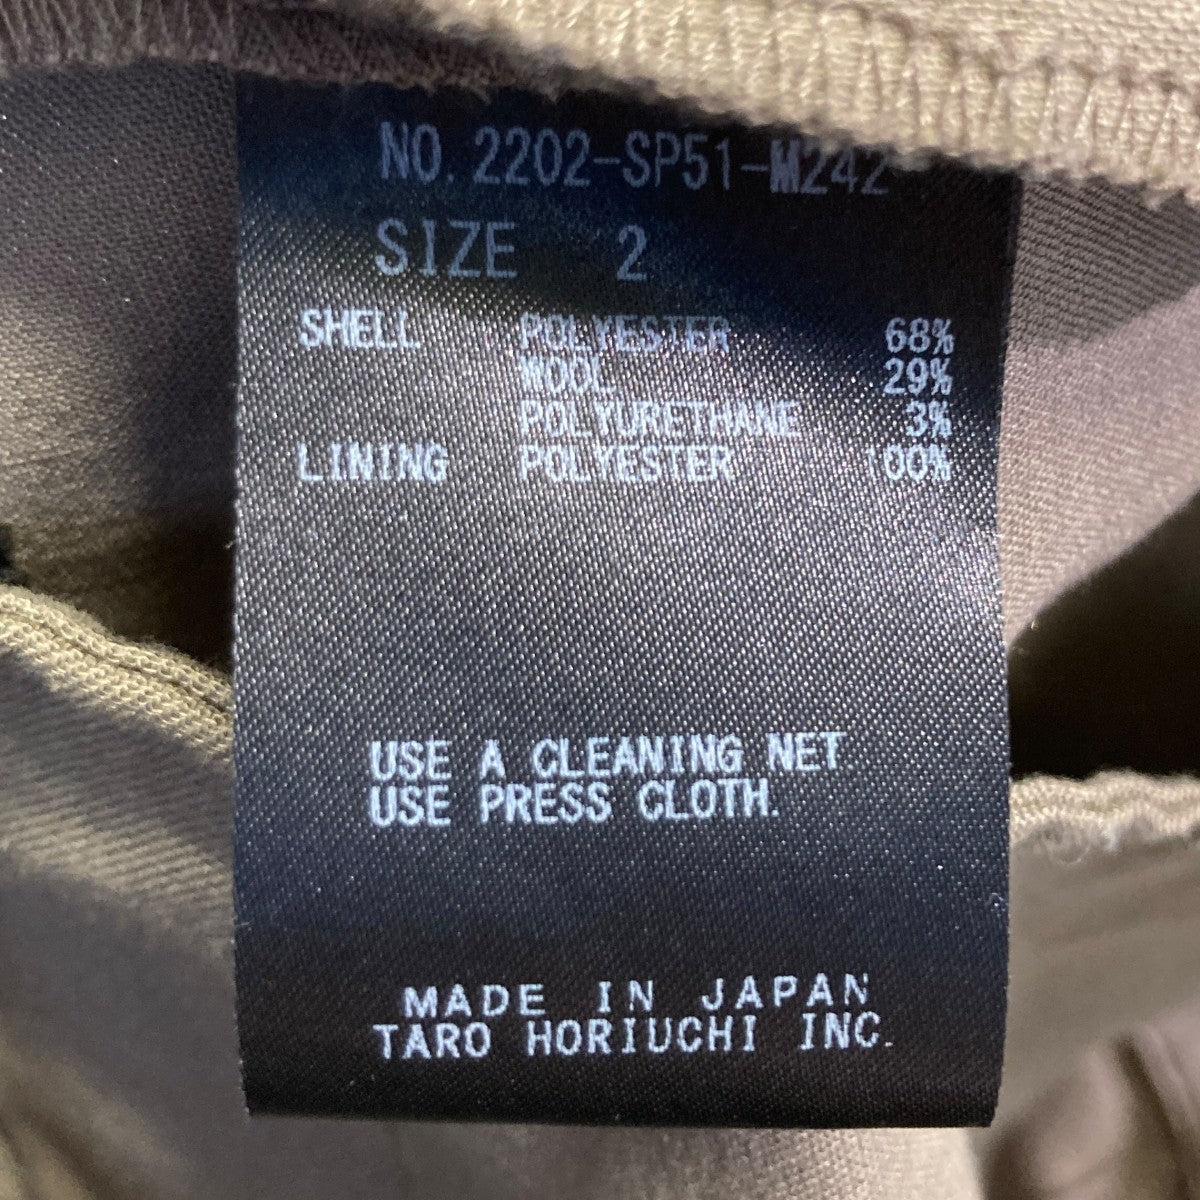 NO. 2202-SP51-M242
SIZE 2
SHELL POLYESTER 68%
WOOL 29%
POLYURETHANE 3%
LINING POLYESTER 100%
USE A CLEANING NET
USE PRESS CLOTH.
MADE IN JAPAN
TARO HORIUCHI INC.